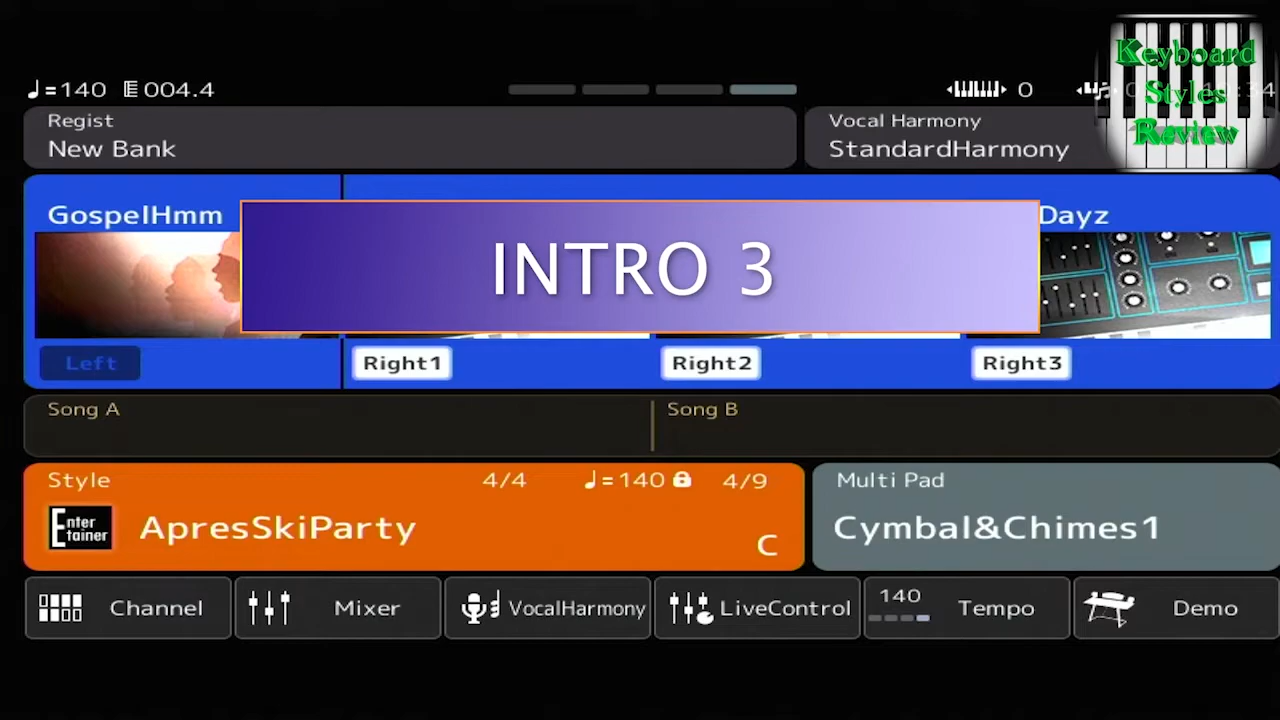 ♩=140 004.4
0
Keyboard
Styles
Review
Regist
New Bank
Vocal Harmony
StandardHarmony
GospelHmm
Dayz
INTRO 3
Left
Right1
Right2
Right3
Song A
Song B
Style
4/4
♩=140
4/9
Enter
tainer
ApresSkiParty
C
Multi Pad
Cymbal&Chimes1
Channel
Mixer
VocalHarmony
LiveControl
140
Tempo
Demo